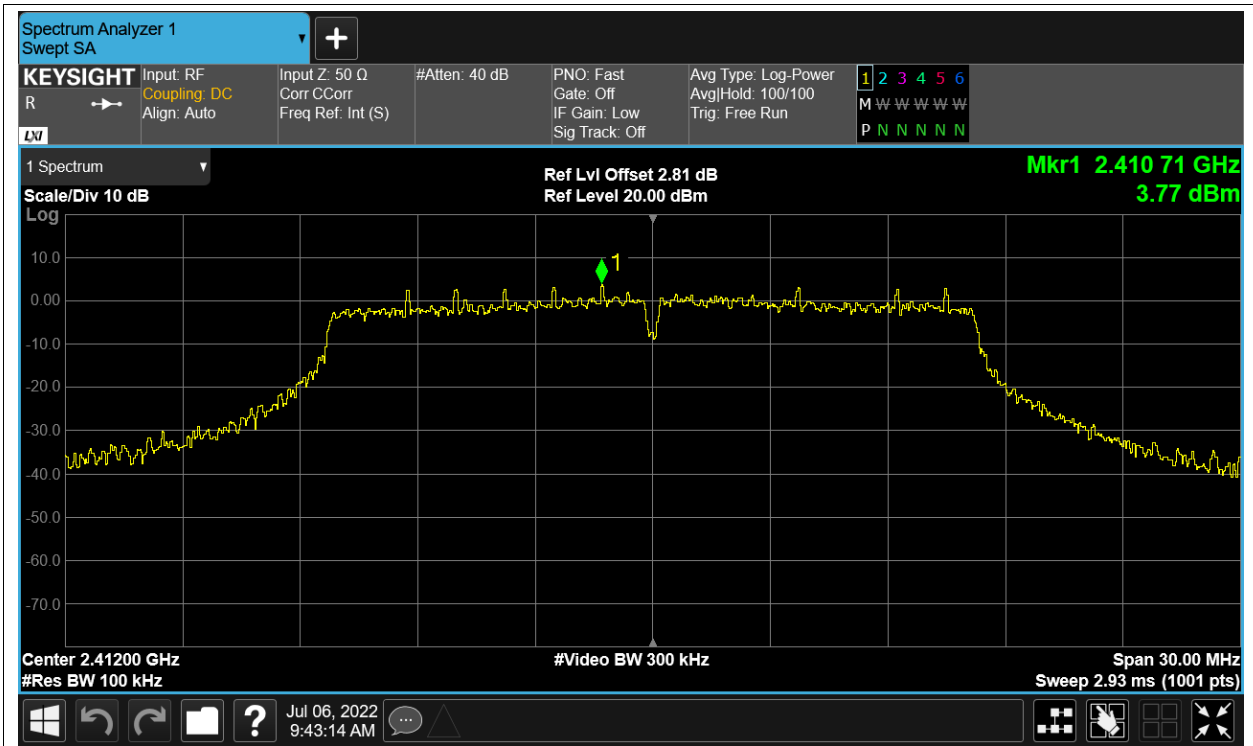 Spectrum Analyzer 1
Swept SA
+
KEYSIGHT
R
LXI
Input: RF
Coupling: DC
Align: Auto
Input Z: 50 Ω
Corr CCorr
Freq Ref: Int (S)
#Atten: 40 dB
PNO: Fast
Gate: Off
IF Gain: Low
Sig Track: Off
Avg Type: Log-Power
Avg|Hold: 100/100
Trig: Free Run
1 2 3 4 5 6
M W W W W W
P N N N N N
1 Spectrum
Scale/Div 10 dB
Log
Ref Lvl Offset 2.81 dB
Ref Level 20.00 dBm
Mkr1 2.410 71 GHz
3.77 dBm
1
10.0
0.00
-10.0
-20.0
-30.0
-40.0
-50.0
-60.0
-70.0
Center 2.41200 GHz
#Res BW 100 kHz
#Video BW 300 kHz
Span 30.00 MHz
Sweep 2.93 ms (1001 pts)
?
Jul 06, 2022
9:43:14 AM